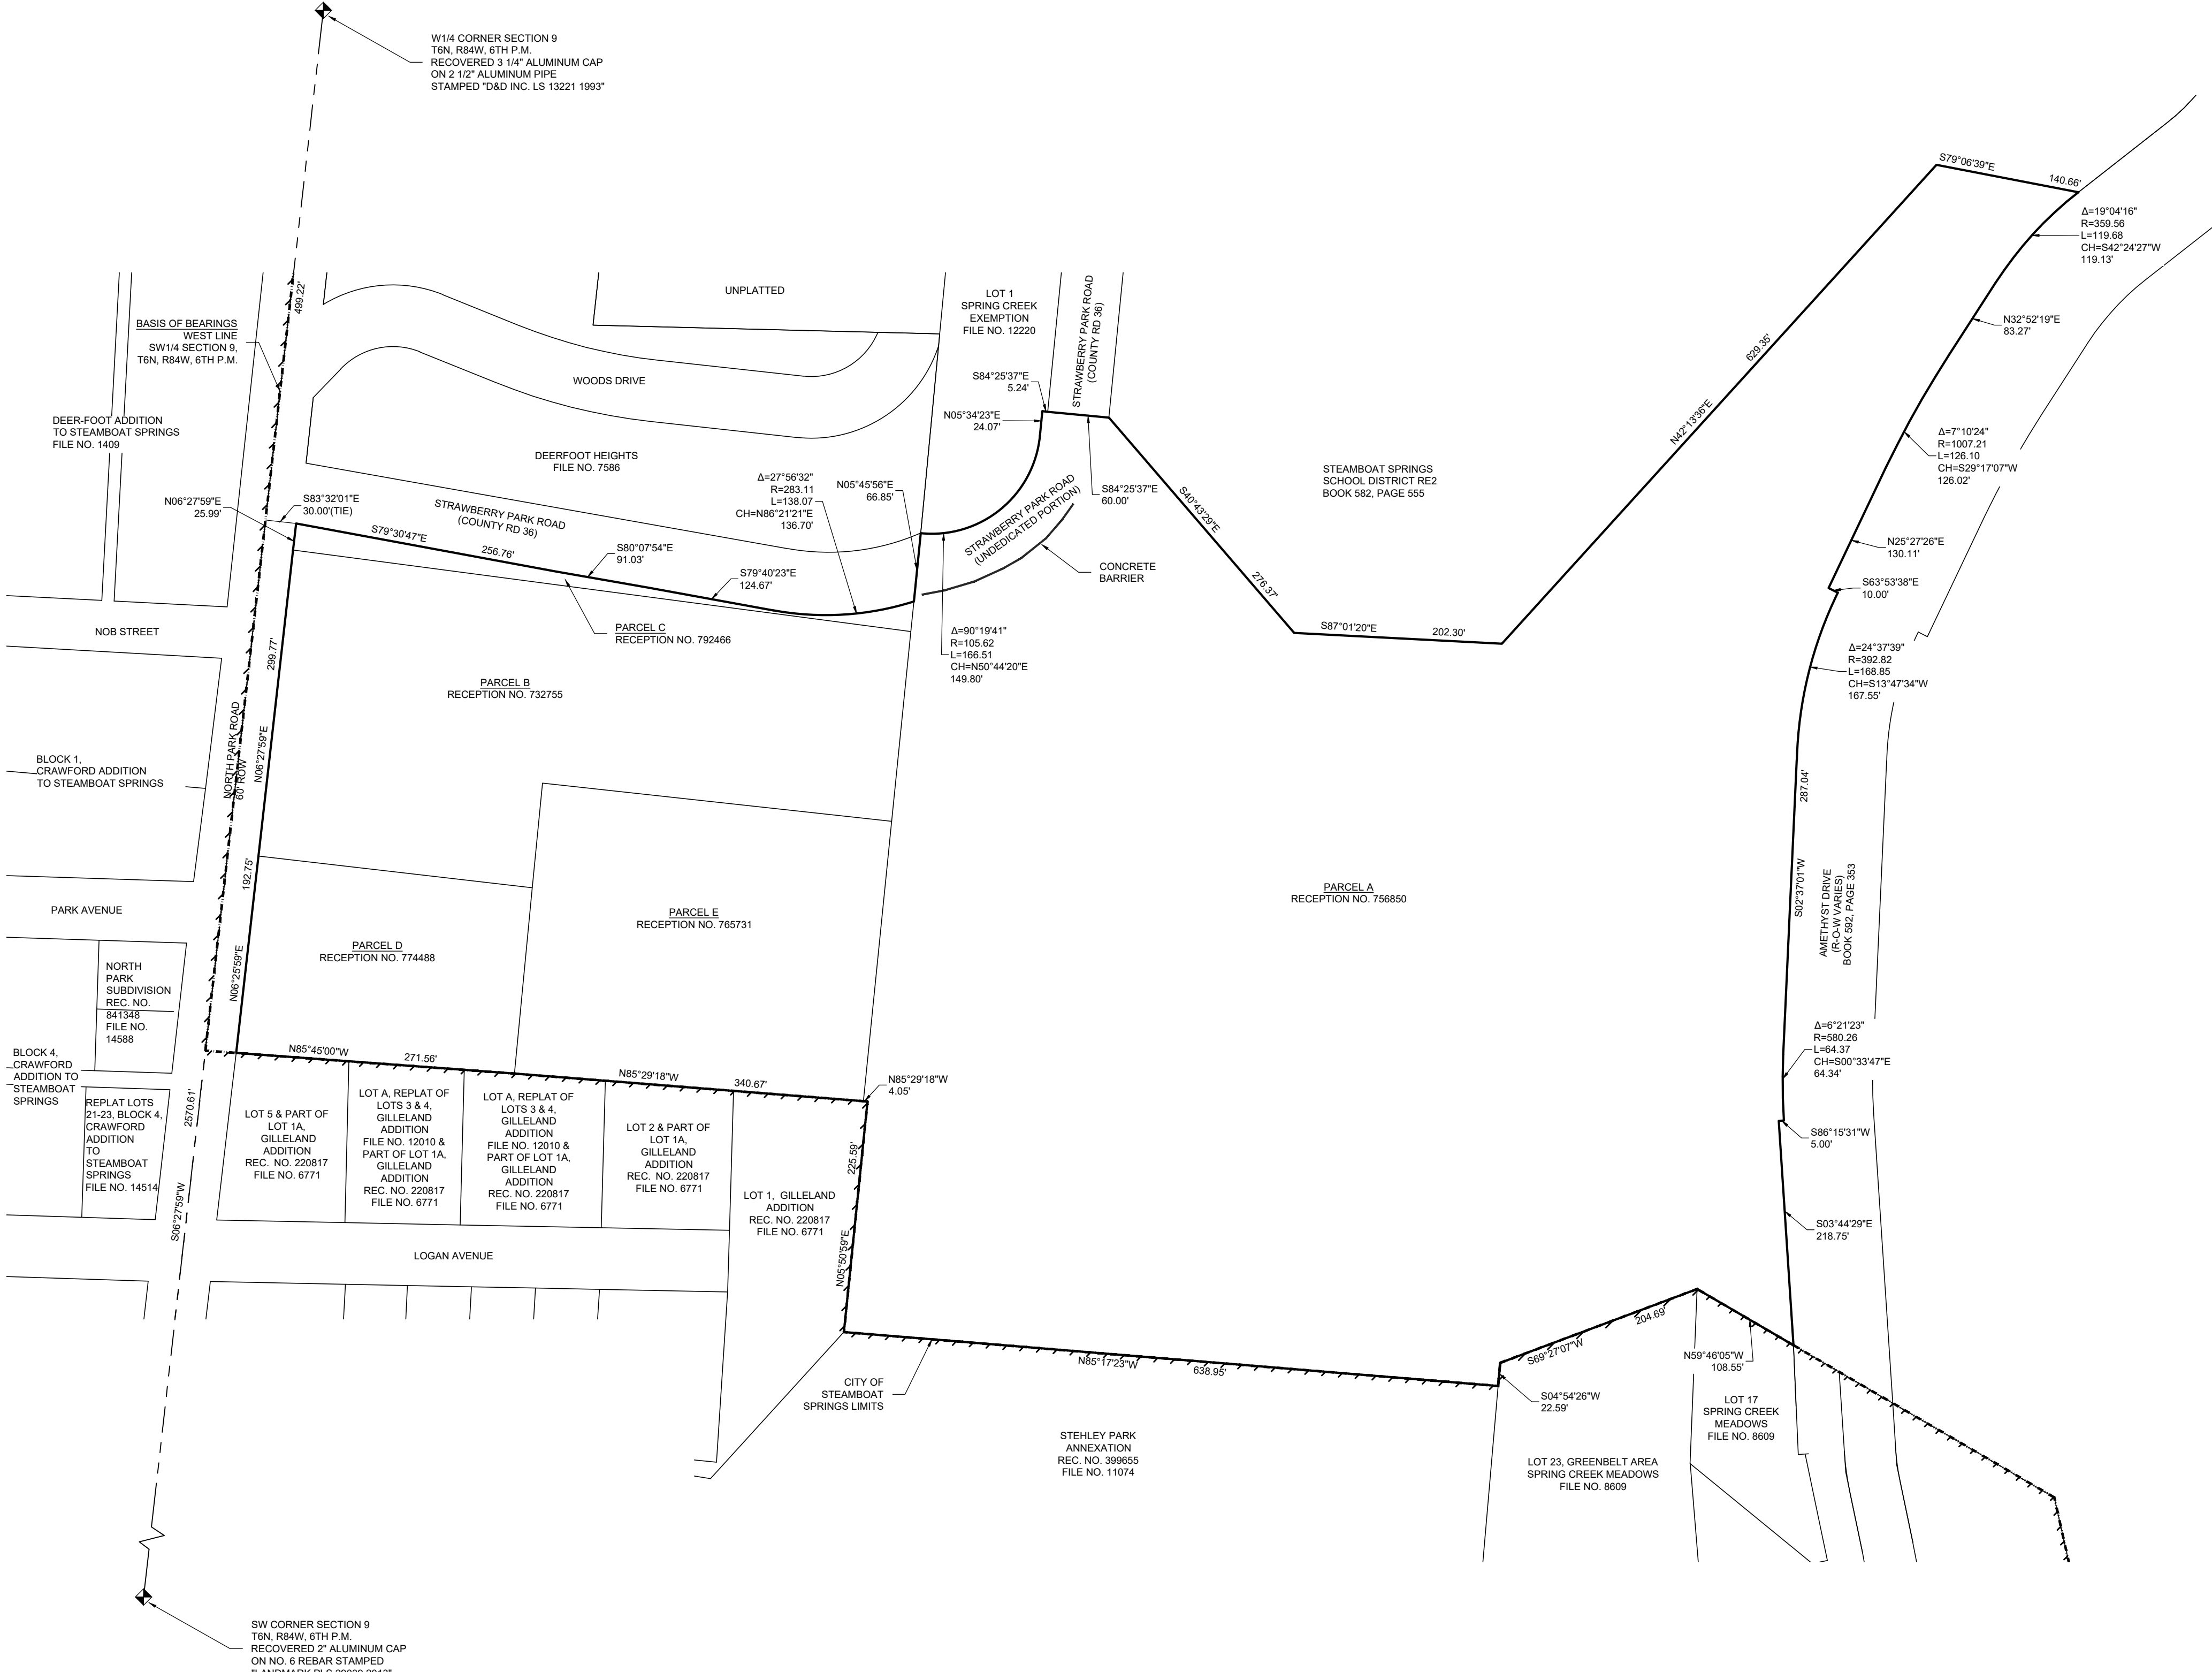 W1/4 CORNER SECTION 9
T6N, R84W, 6TH P.M.
RECOVERED 3 1/4" ALUMINUM CAP
ON 2 1/2" ALUMINUM PIPE
STAMPED "D&D INC. LS 13221 1993"
S79°06'39"E
140.66'
Δ=19°04'16"
R=359.56
L=119.68
CH=S42°24'27"W
119.13'
499.22'
UNPLATTED
LOT 1
SPRING CREEK
EXEMPTION
FILE NO. 12220
STRAWBERRY PARK ROAD
(COUNTY RD 36)
BASIS OF BEARINGS
WEST LINE
SW1/4 SECTION 9,
T6N, R84W, 6TH P.M.
N32°52'19"E
83.27'
629.35'
N42°13'36"E
WOODS DRIVE
S84°25'37"E
5.24'
N05°34'23"E
24.07'
DEER-FOOT ADDITION
TO STEAMBOAT SPRINGS
FILE NO. 1409
Δ=7°10'24"
R=1007.21
L=126.10
CH=S29°17'07"W
126.02'
DEERFOOT HEIGHTS
FILE NO. 7586
STEAMBOAT SPRINGS
SCHOOL DISTRICT RE2
BOOK 582, PAGE 555
Δ=27°56'32"
R=283.11
L=138.07
CH=N86°21'21"E
136.70'
N05°45'56"E
66.85'
S84°25'37"E
60.00'
S40°43'29"E
276.37'
N06°27'59"E
25.99'
S83°32'01"E
30.00'(TIE)
STRAWBERRY PARK ROAD
(COUNTY RD 36)
STRAWBERRY PARK ROAD
(UNDEDICATED PORTION)
S79°30'47"E
256.76'
S80°07'54"E
91.03'
S79°40'23"E
124.67'
CONCRETE
BARRIER
N25°27'26"E
130.11'
S63°53'38"E
10.00'
NOB STREET
PARCEL C
RECEPTION NO. 792466
S87°01'20"E
202.30'
Δ=90°19'41"
R=105.62
L=166.51
CH=N50°44'20"E
149.80'
Δ=24°37'39"
R=392.82
L=168.85
CH=S13°47'34"W
167.55'
299.77'
PARCEL B
RECEPTION NO. 732755
NORTH PARK ROAD
60' ROW
N06°27'59"E
BLOCK 1,
CRAWFORD ADDITION
TO STEAMBOAT SPRINGS
287.04'
S02°37'01"W
AMETHYST DRIVE
(R-O-W VARIES)
BOOK 592, PAGE 353
192.75'
N06°25'59"E
PARCEL A
RECEPTION NO. 756850
PARK AVENUE
PARCEL E
RECEPTION NO. 765731
PARCEL D
RECEPTION NO. 774488
NORTH
PARK
SUBDIVISION
REC. NO.
841348
FILE NO.
14588
Δ=6°21'23"
R=580.26
L=64.37
CH=S00°33'47"E
64.34'
BLOCK 4,
CRAWFORD
ADDITION TO
STEAMBOAT
SPRINGS
N85°45'00"W
271.56'
N85°29'18"W
340.67'
N85°29'18"W
4.05'
REPLAT LOTS
21-23, BLOCK 4,
CRAWFORD
ADDITION
TO
STEAMBOAT
SPRINGS
FILE NO. 14514
2570.61'
S06°27'59"W
LOT 5 & PART OF
LOT 1A,
GILLELAND
ADDITION
REC. NO. 220817
FILE NO. 6771
LOT A, REPLAT OF
LOTS 3 & 4,
GILLELAND
ADDITION
FILE NO. 12010 &
PART OF LOT 1A,
GILLELAND
ADDITION
REC. NO. 220817
FILE NO. 6771
LOT A, REPLAT OF
LOTS 3 & 4,
GILLELAND
ADDITION
FILE NO. 12010 &
PART OF LOT 1A,
GILLELAND
ADDITION
REC. NO. 220817
FILE NO. 6771
LOT 2 & PART OF
LOT 1A,
GILLELAND
ADDITION
REC. NO. 220817
FILE NO. 6771
LOT 1, GILLELAND
ADDITION
REC. NO. 220817
FILE NO. 6771
225.59'
N05°50'59"E
S86°15'31"W
5.00'
S03°44'29"E
218.75'
LOGAN AVENUE
204.69'
S69°27'07"W
N59°46'05"W
108.55'
N85°17'23"W
638.95'
CITY OF
STEAMBOAT
SPRINGS LIMITS
S04°54'26"W
22.59'
LOT 17
SPRING CREEK
MEADOWS
FILE NO. 8609
STEHLEY PARK
ANNEXATION
REC. NO. 399655
FILE NO. 11074
LOT 23, GREENBELT AREA
SPRING CREEK MEADOWS
FILE NO. 8609
SW CORNER SECTION 9
T6N, R84W, 6TH P.M.
RECOVERED 2" ALUMINUM CAP
ON NO. 6 REBAR STAMPED